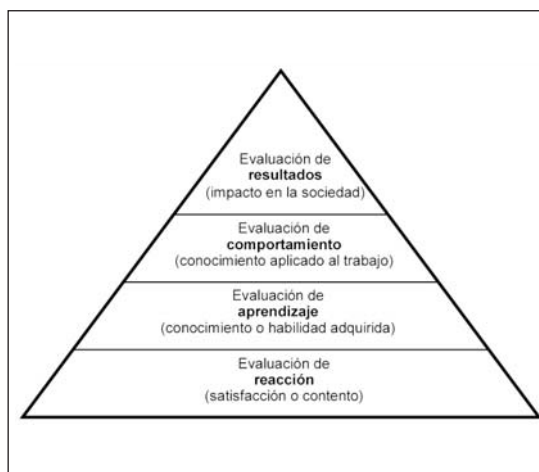 Evaluación de
resultados
(impacto en la sociedad)
Evaluación de
comportamiento
(conocimiento aplicado al trabajo)
Evaluación de
aprendizaje
(conocimiento o habilidad adquirida)
Evaluación de
reacción
(satisfacción o contento)